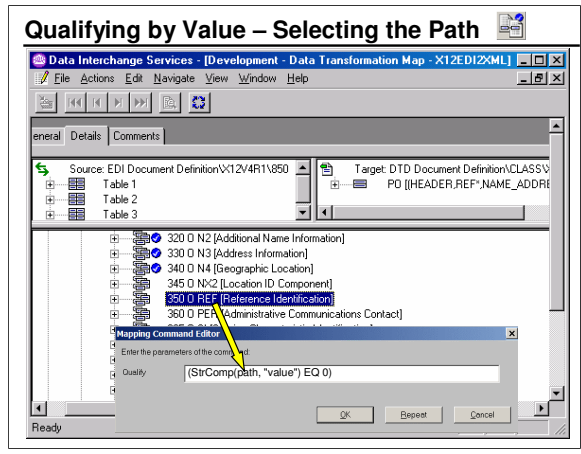 Qualifying by Value – Selecting the Path
Data Interchange Services - [Development - Data Transformation Map - X12EDI2XML]
File Actions Edit Navigate View Window Help
eneral Details Comments
Source: EDI Document Definition\X12V4R1\850
Table 1
Table 2
Table 3
Target: DTD Document Definition\CLASS\
PO [(HEADER,REF*,NAME_ADDRE
320 O N2 [Additional Name Information]
330 O N3 [Address Information]
340 O N4 [Geographic Location]
345 O NX2 [Location ID Component]
350 O REF [Reference Identification]
360 O PER [Administrative Communications Contact]
Mapping Command Editor
Enter the parameters of the command:
Qualify
(StrComp(path, "value") EQ 0)
OK Repeat Cancel
Ready